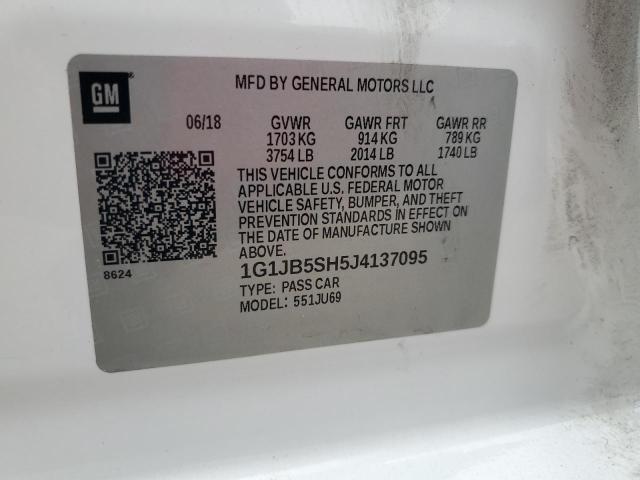 GM
MFD BY GENERAL MOTORS LLC
06/18 GVWR GAWR FRT GAWR RR
1703 KG 914 KG 789 KG
3754 LB 2014 LB 1740 LB
THIS VEHICLE CONFORMS TO ALL
APPLICABLE U.S. FEDERAL MOTOR
VEHICLE SAFETY, BUMPER, AND THEFT
PREVENTION STANDARDS IN EFFECT ON
THE DATE OF MANUFACTURE SHOWN
ABOVE.
8624
1G1JB5SH5J4137095
TYPE: PASS CAR
MODEL: 551JU69